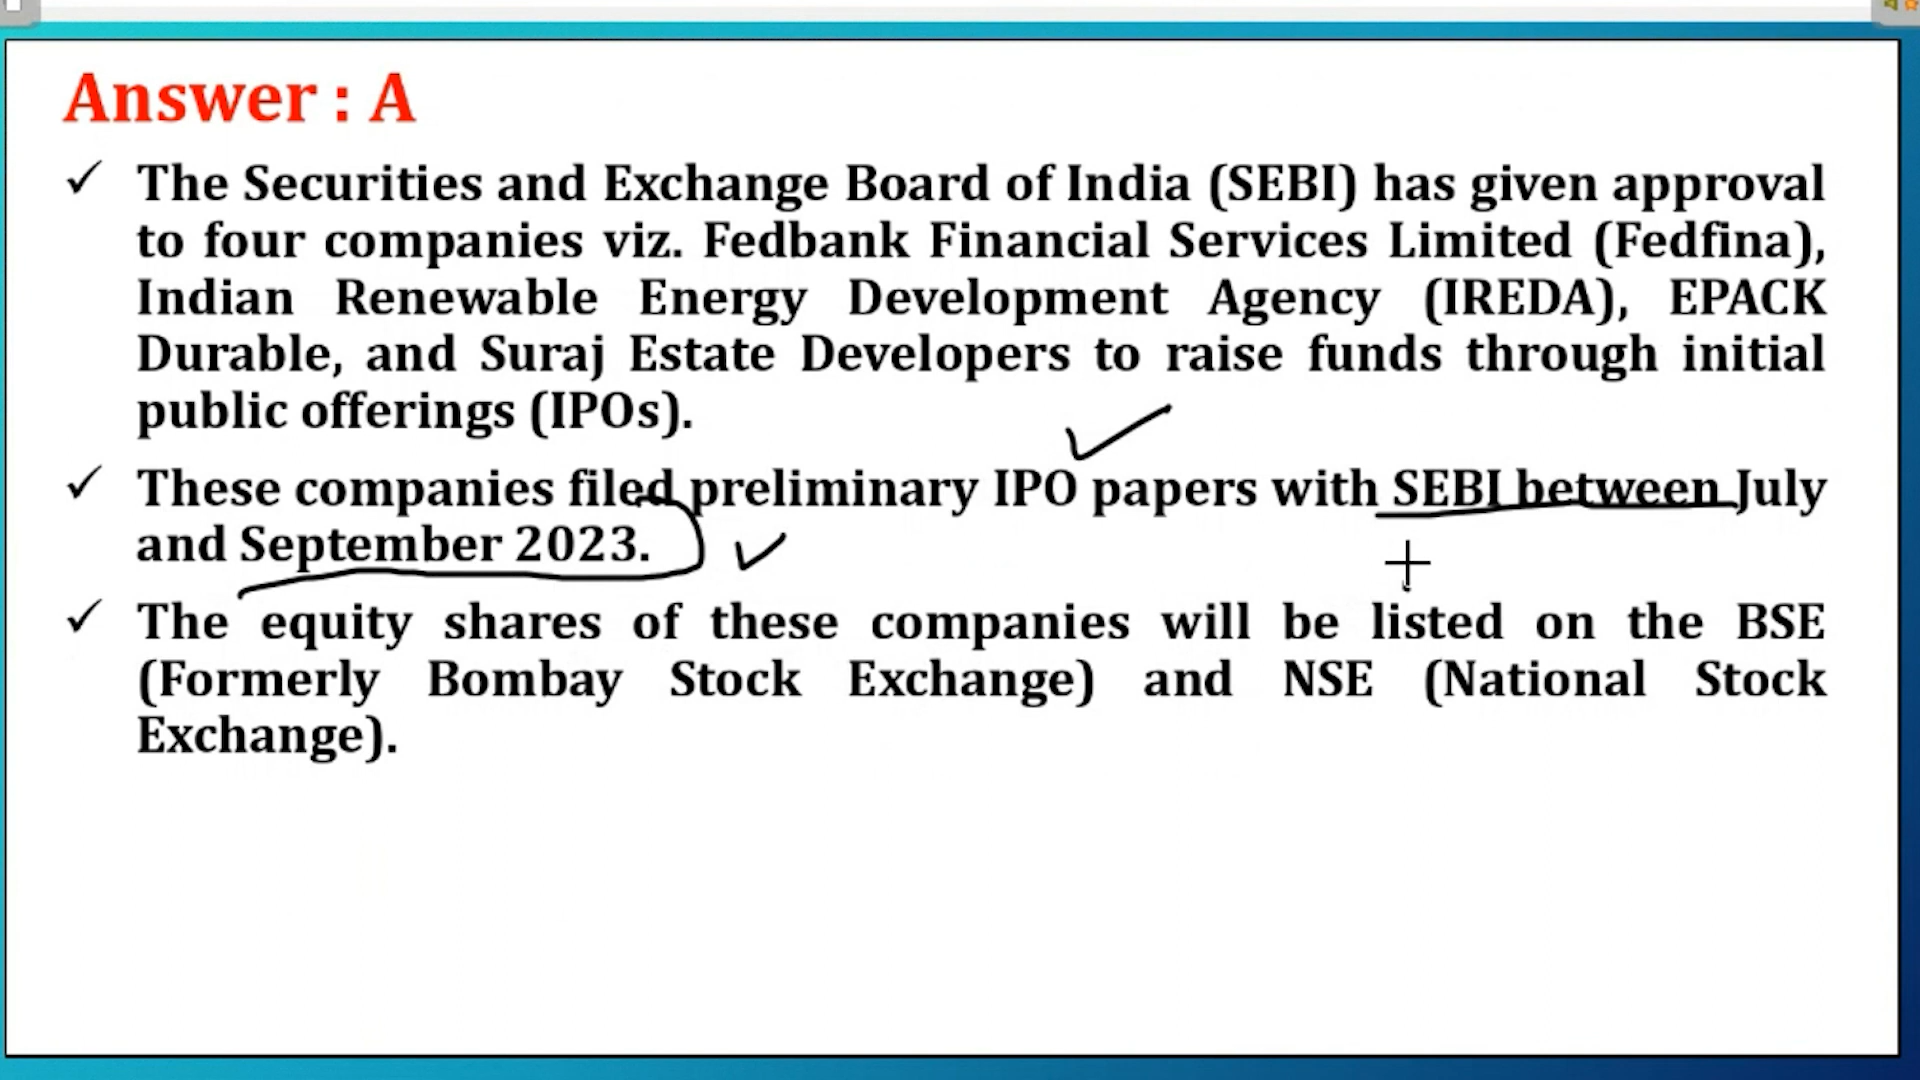 Answer : A
✓ The Securities and Exchange Board of India (SEBI) has given approval
to four companies viz. Fedbank Financial Services Limited (Fedfina),
Indian Renewable Energy Development Agency (IREDA), EPACK
Durable, and Suraj Estate Developers to raise funds through initial
public offerings (IPOs).
✓ These companies filed preliminary IPO papers with SEBI between July
and September 2023.
✓ The equity shares of these companies will be listed on the BSE
(Formerly Bombay Stock Exchange) and NSE (National Stock
Exchange).